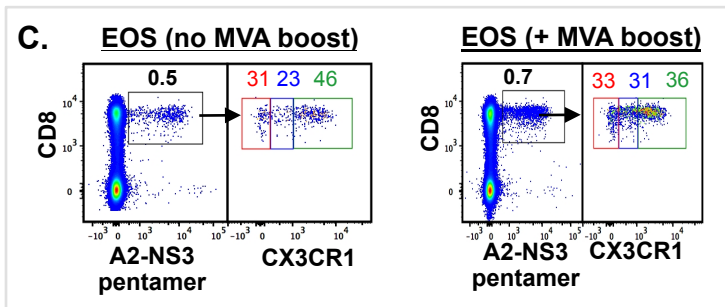 C.
EOS (no MVA boost)
EOS (+ MVA boost)
0.5
31 23 46
0.7
33 31 36
CD8
10⁴
10³
0
-10³ 0 10³ 10⁴ 10⁵
A2-NS3
pentamer
-10³ 0 10³ 10⁴
CX3CR1
CD8
10⁴
10³
0
-10³ 0 10³ 10⁴ 10⁵
A2-NS3
pentamer
-10³ 0 10³ 10⁴
CX3CR1